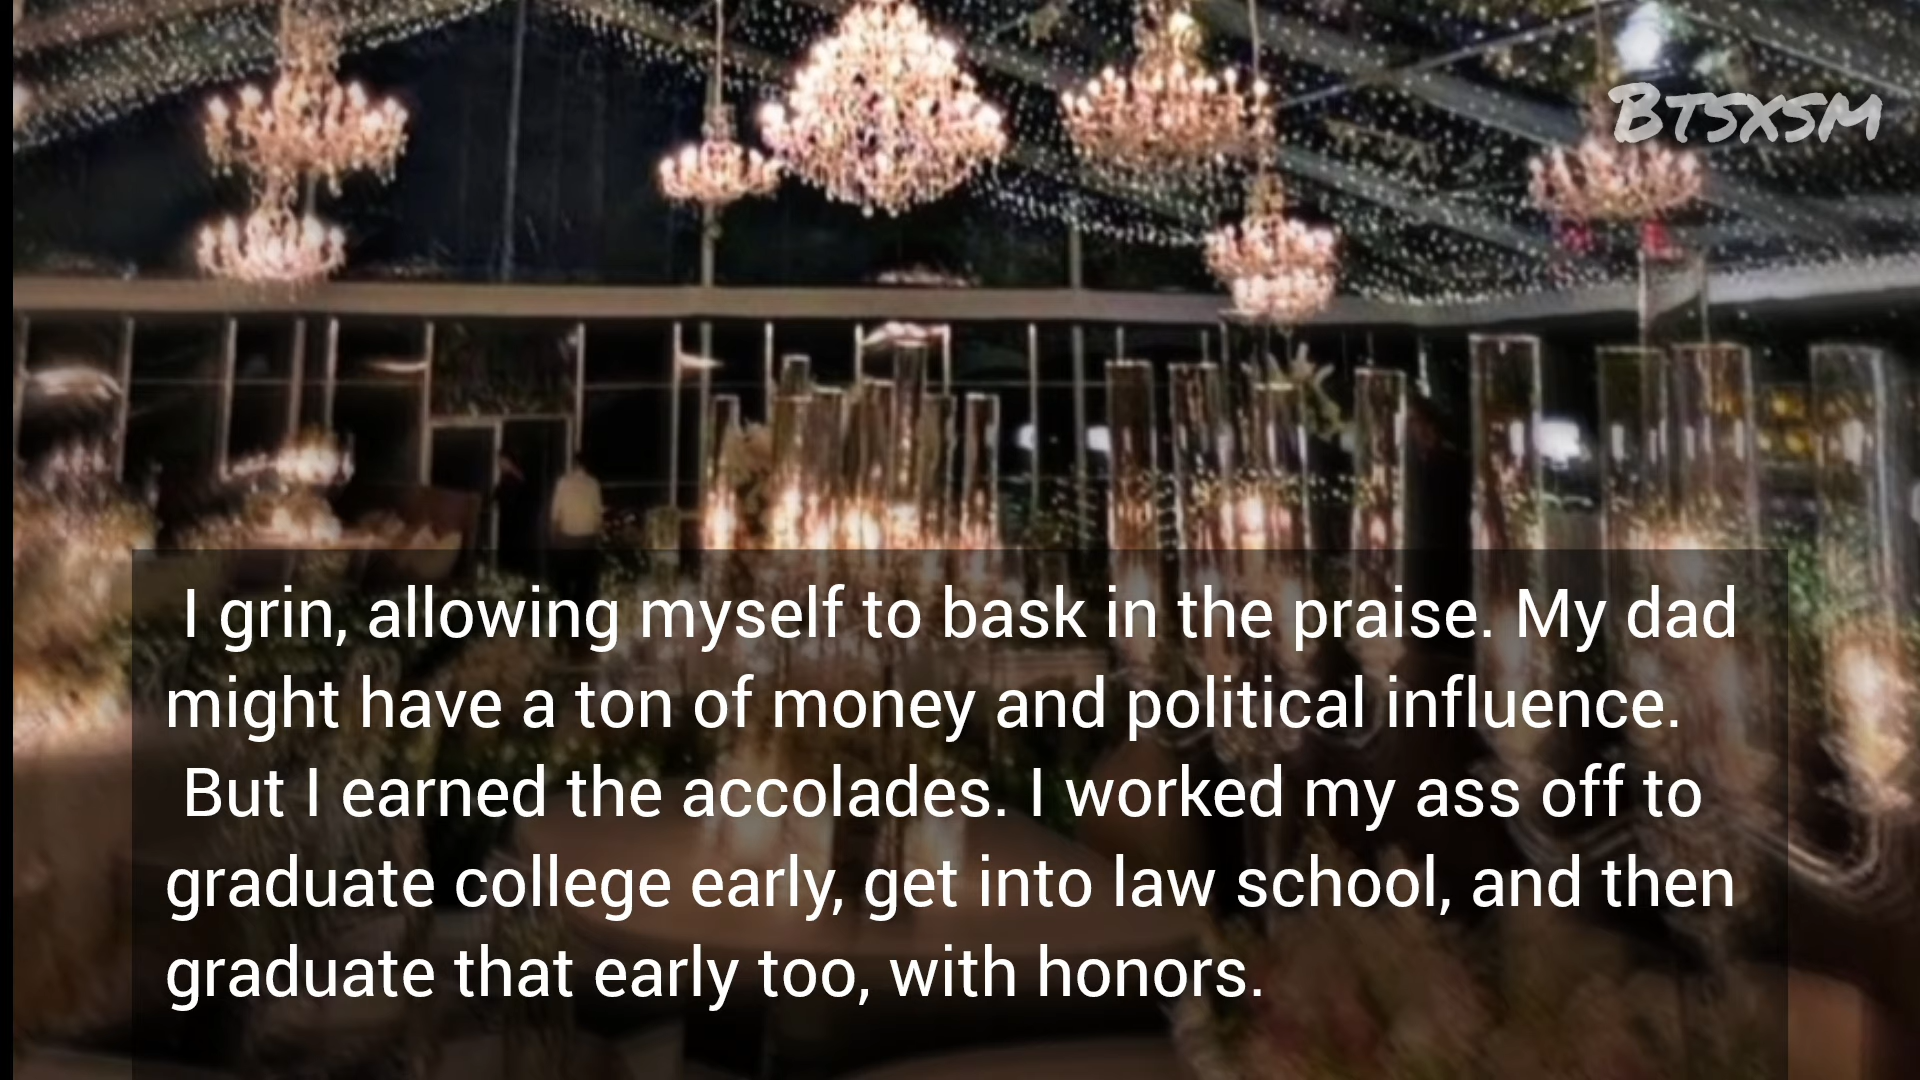 Btsxsm
I grin, allowing myself to bask in the praise. My dad
might have a ton of money and political influence.
But I earned the accolades. I worked my ass off to
graduate college early, get into law school, and then
graduate that early too, with honors.